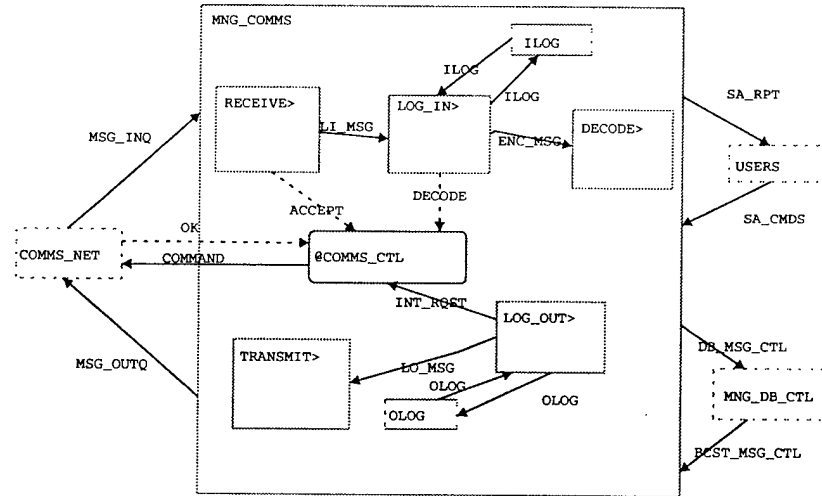 MNG_COMMS
ILOG
ILOG
ILOG
RECEIVE>
LOG_IN>
LI_MSG
ENC_MSG
DECODE>
SA_RPT
USERS
SA_CMDS
MSG_INQ
ACCEPT
DECODE
OK
COMMS_NET
COMMAND
@COMMS_CTL
INT_RQST
LOG_OUT>
MSG_OUTQ
TRANSMIT>
LO_MSG
OLOG
OLOG
OLOG
DB_MSG_CTL
MNG_DB_CTL
BCST_MSG_CTL